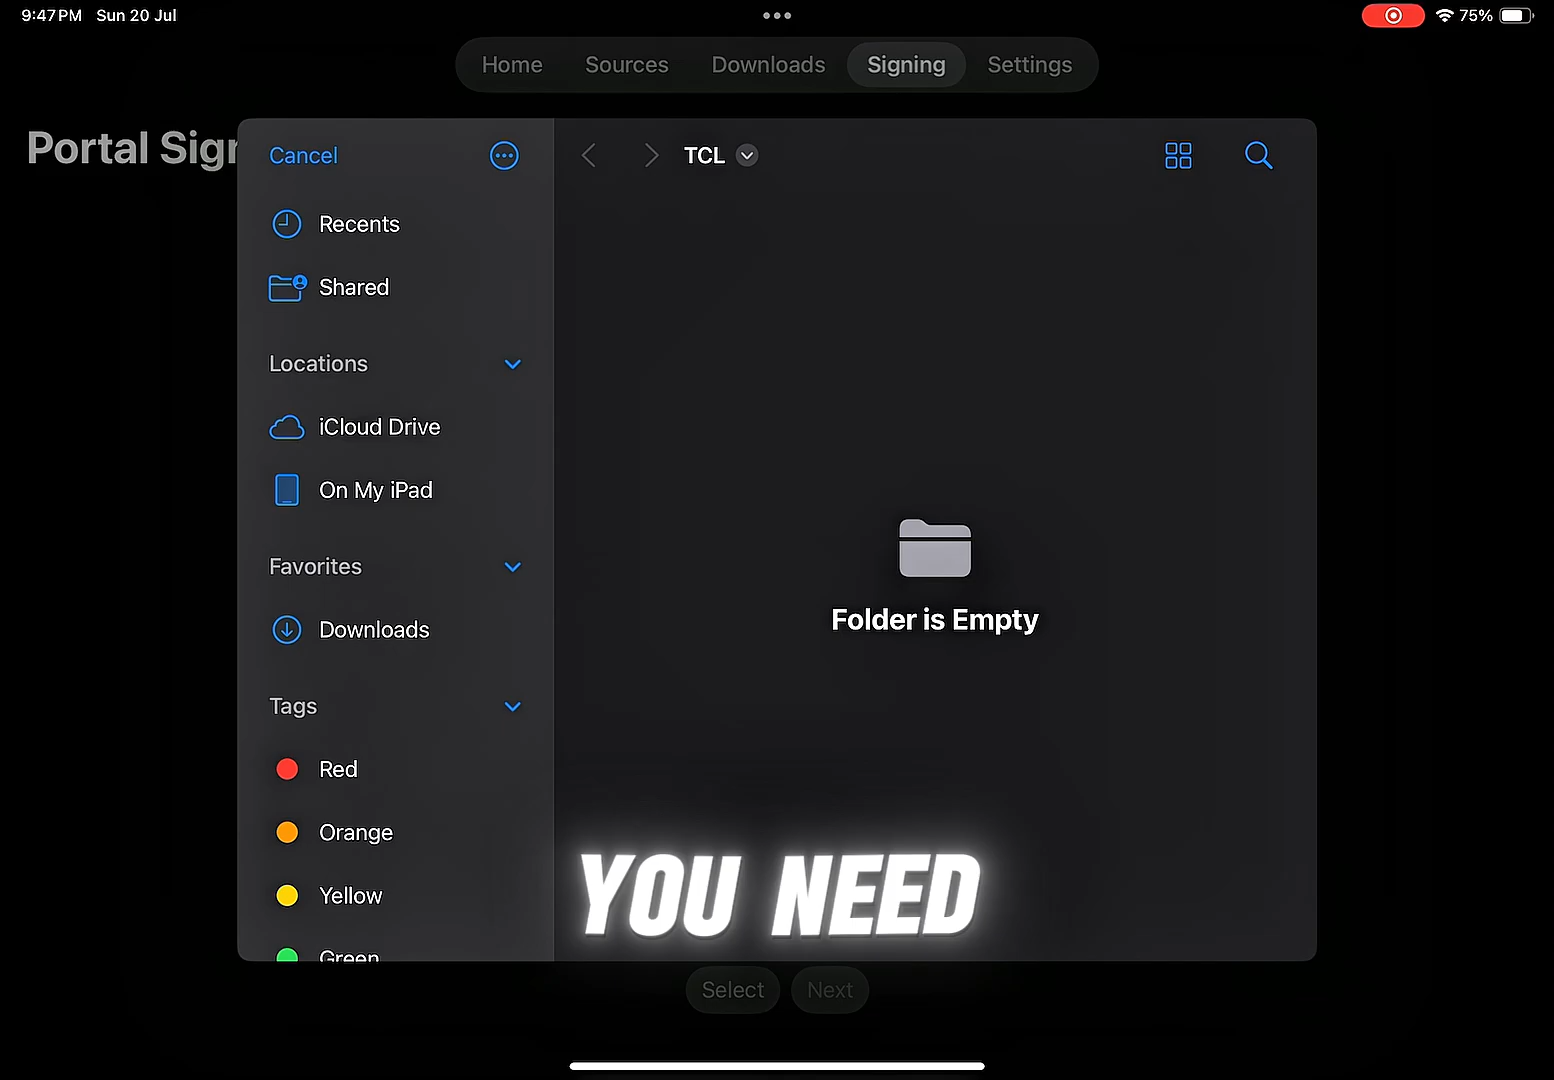 9:47 PM Sun 20 Jul
75%
Home Sources Downloads Signing Settings
Portal Sign
Cancel
TCL
Recents
Shared
Locations
iCloud Drive
On My iPad
Favorites
Downloads
Tags
Red
Orange
Yellow
Green
Folder is Empty
YOU NEED
Select Next